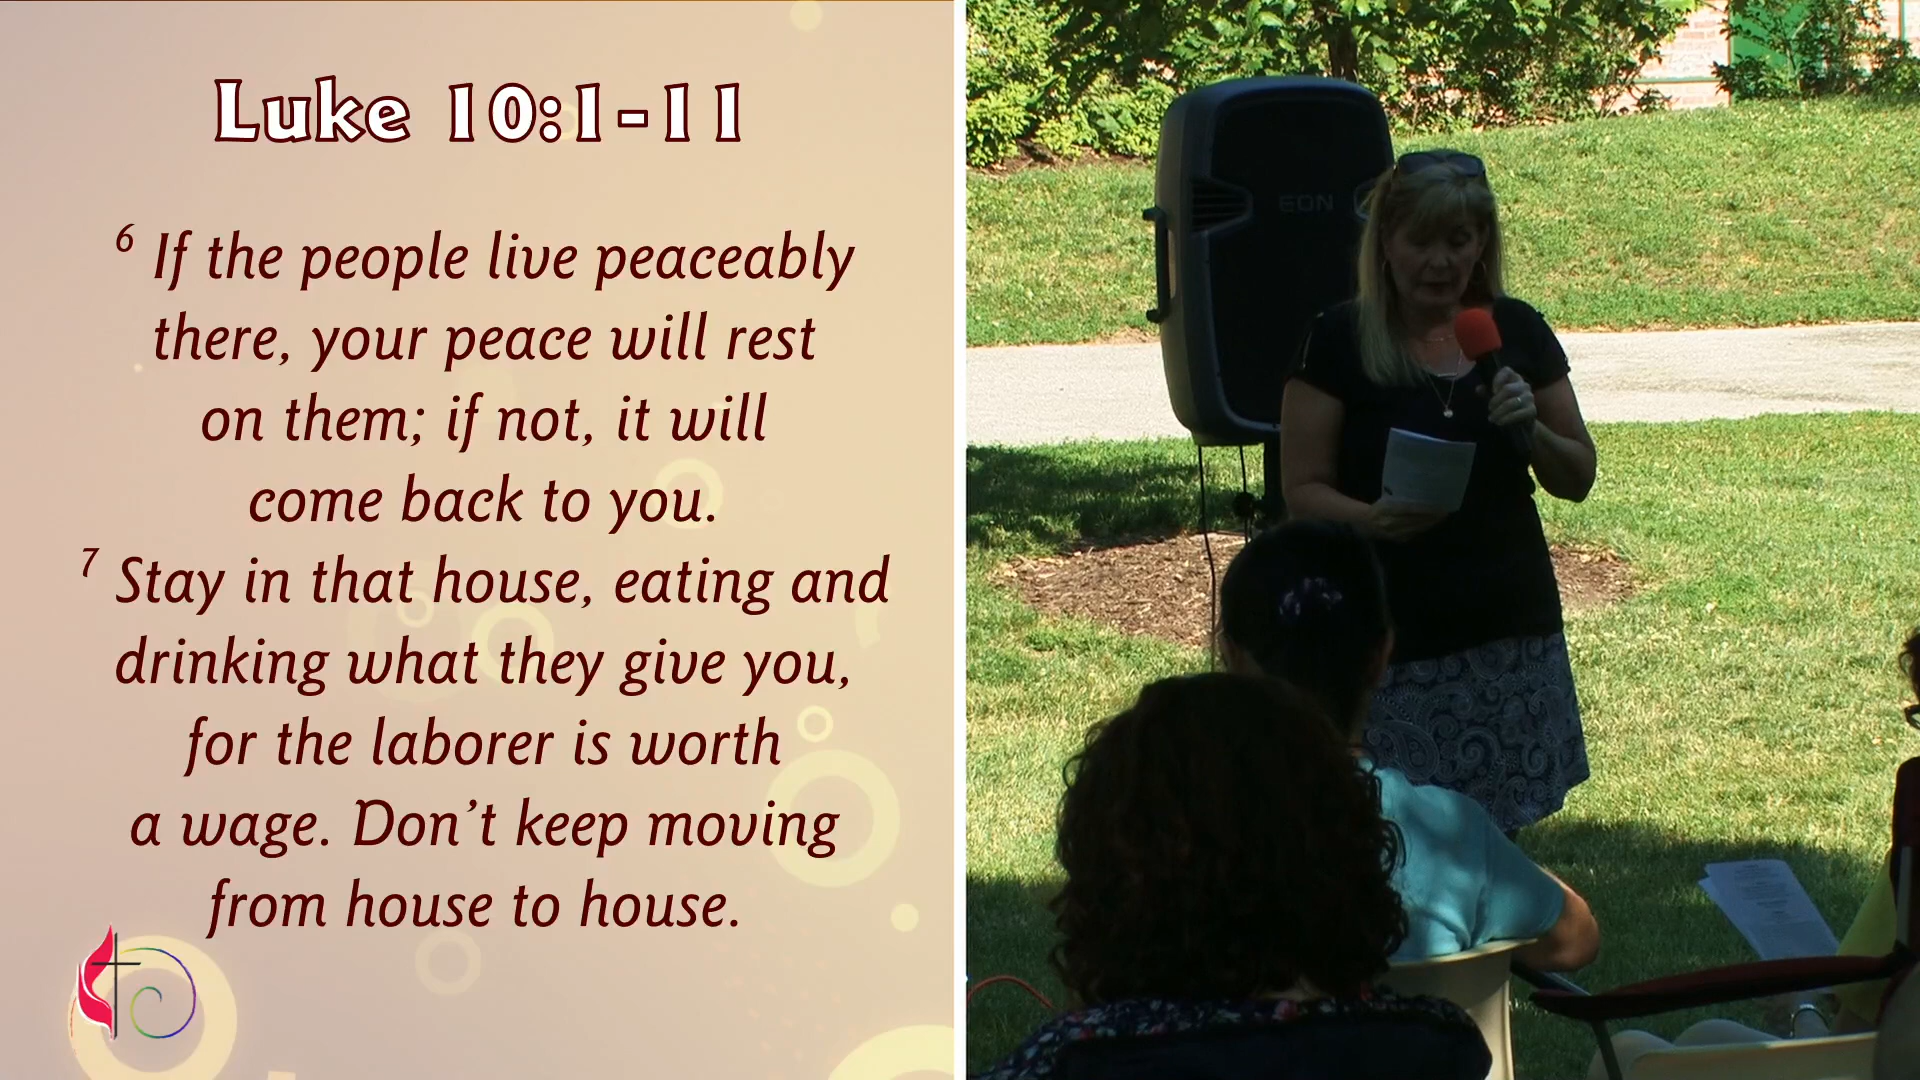 Luke 10:1-11
6 If the people live peaceably
there, your peace will rest
on them; if not, it will
come back to you.
7 Stay in that house, eating and
drinking what they give you,
for the laborer is worth
a wage. Don’t keep moving
from house to house.
EON